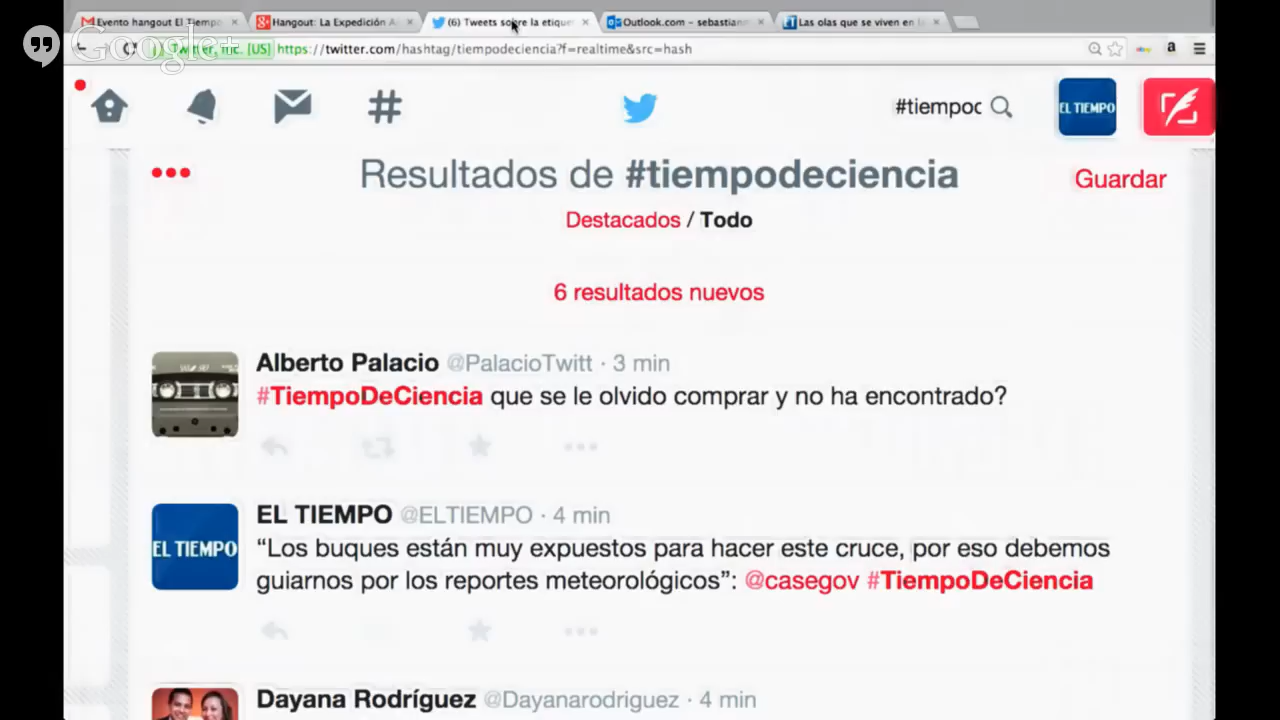 Evento hangout El Tiempo
Hangout: La Expedición A
(6) Tweets sobre la etiquet
Outlook.com – sebastian
Las olas que se viven en l
Google+
Twitter, Inc. [US] https://twitter.com/hashtag/tiempodeciencia?f=realtime&src=hash
#tiempoc
EL TIEMPO
Resultados de #tiempodeciencia
Guardar
Destacados / Todo
6 resultados nuevos
Alberto Palacio @PalacioTwitt · 3 min
#TiempoDeCiencia que se le olvido comprar y no ha encontrado?
EL TIEMPO @ELTIEMPO · 4 min
EL TIEMPO
“Los buques están muy expuestos para hacer este cruce, por eso debemos
guiarnos por los reportes meteorológicos”: @casegov #TiempoDeCiencia
Dayana Rodríguez @Dayanarodriguez · 4 min